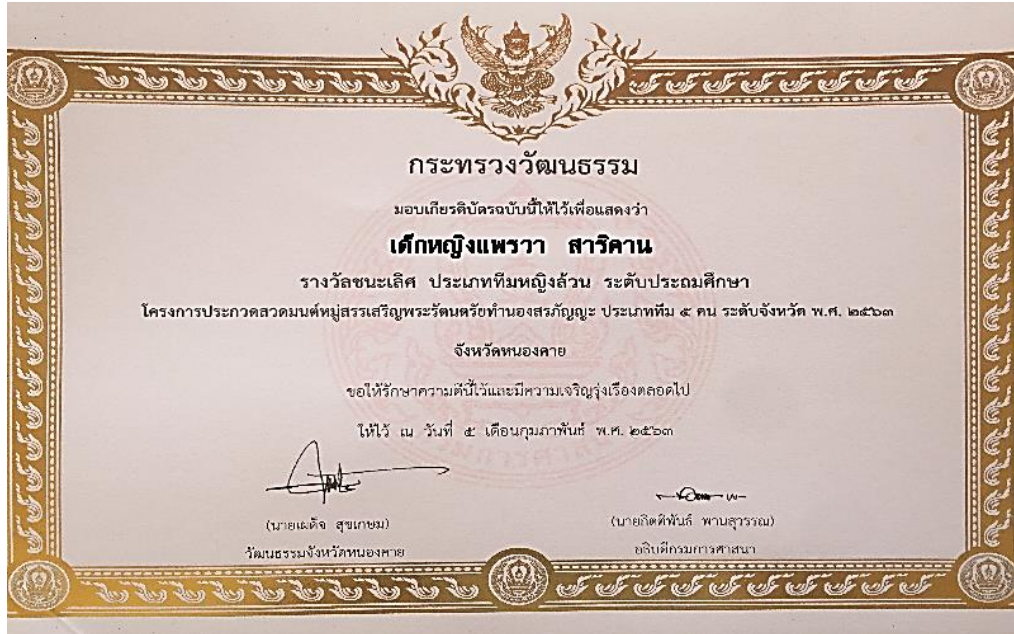 กระทรวงวัฒนธรรม
มอบเกียรติบัตรฉบับนี้ให้ไว้เพื่อแสดงว่า
เด็กหญิงแพรวา สาริคาน
รางวัลชนะเลิศ ประเภททีมหญิงล้วน ระดับประถมศึกษา
โครงการประกวดสวดมนต์หมู่สรรเสริญพระรัตนตรัยทำนองสรภัญญะ ประเภททีม ๕ คน ระดับจังหวัด พ.ศ. ๒๕๖๓
จังหวัดหนองคาย
ขอให้รักษาความดีนี้ไว้และมีความเจริญรุ่งเรืองตลอดไป
ให้ไว้ ณ วันที่ ๕ เดือนกุมภาพันธ์ พ.ศ. ๒๕๖๓
(นายเผด็จ สุขเกษม)
(นายกิตติพันธ์ พานสุวรรณ)
วัฒนธรรมจังหวัดหนองคาย
อธิบดีกรมการศาสนา